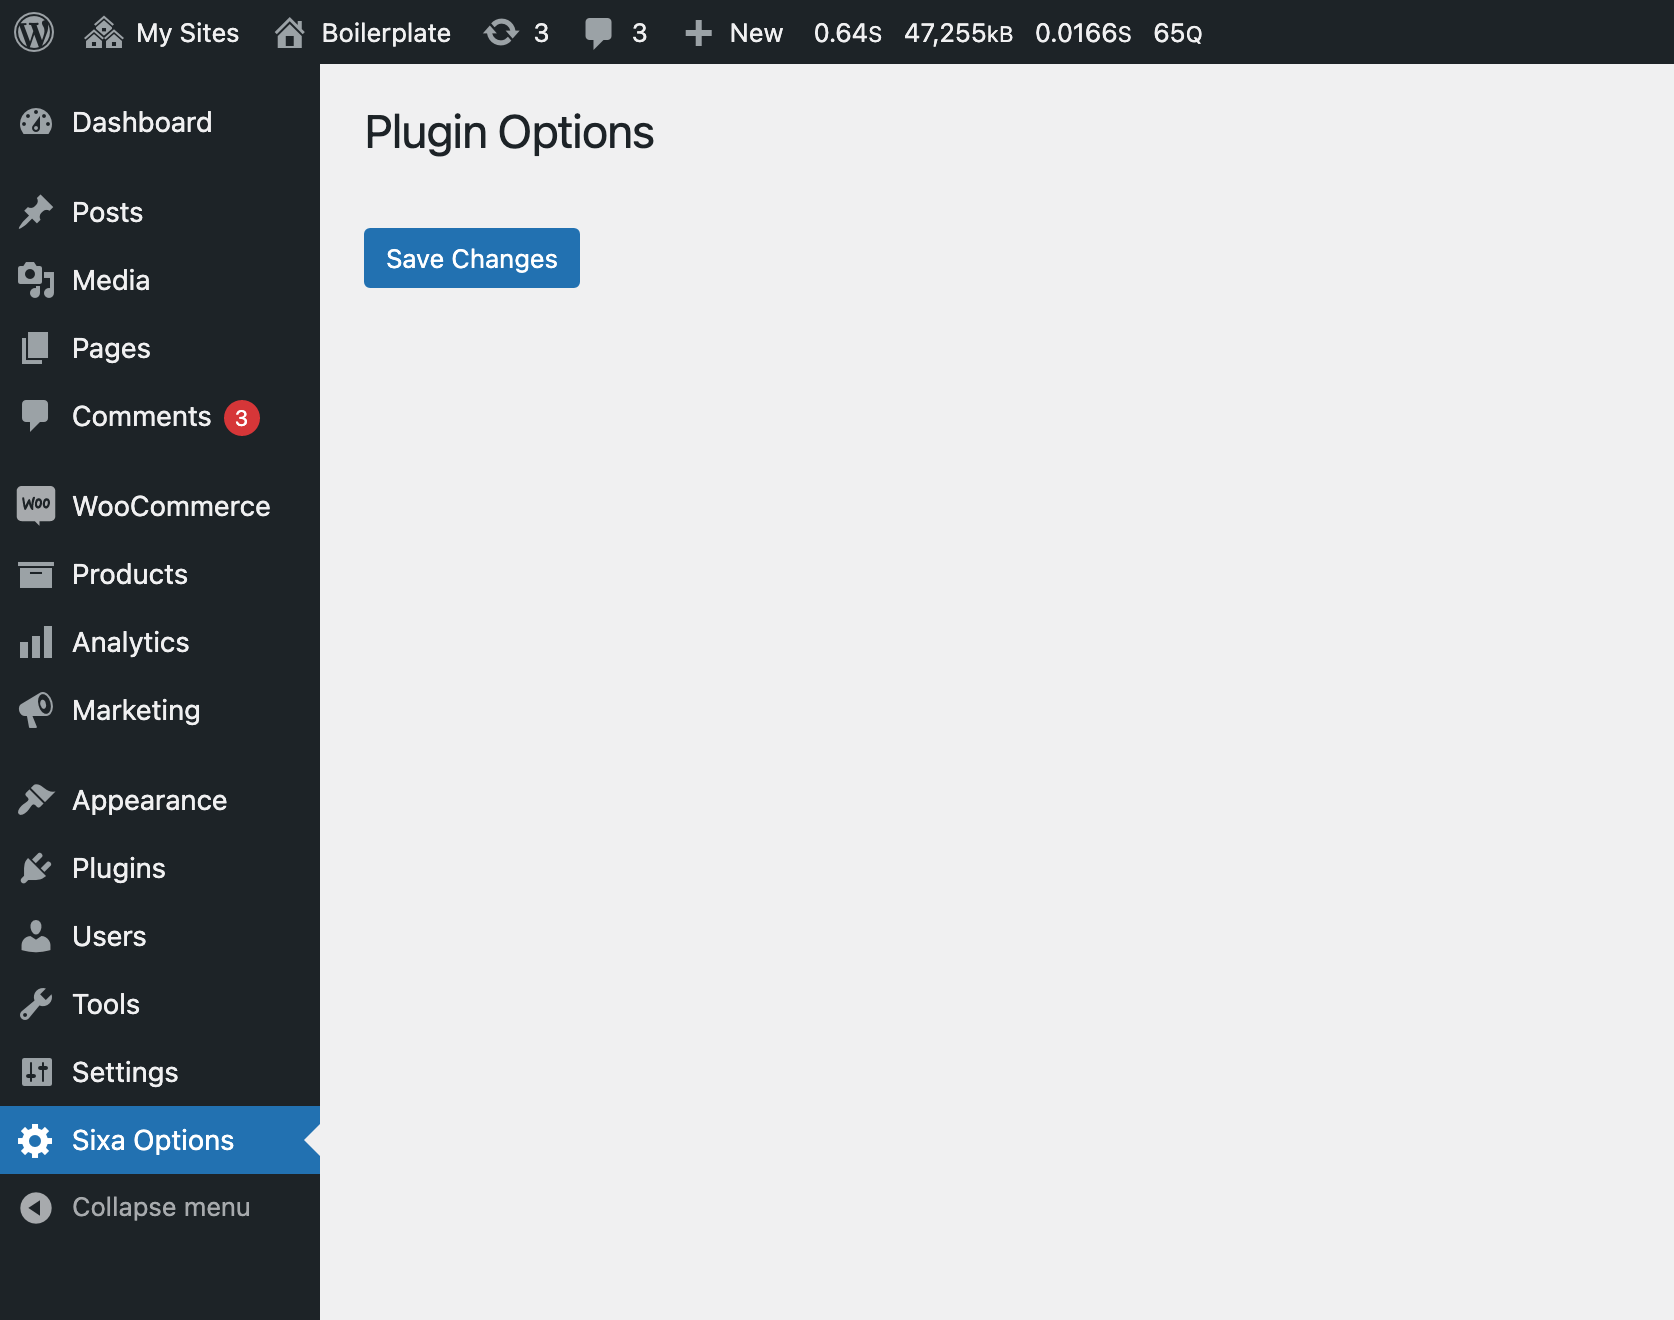 My Sites Boilerplate 3 3 New 0.64S 47,255KB 0.0166S 65Q
Dashboard
Posts
Media
Pages
Comments 3
Woo WooCommerce
Products
Analytics
Marketing
Appearance
Plugins
Users
Tools
Settings
Sixa Options
Collapse menu
Plugin Options
Save Changes